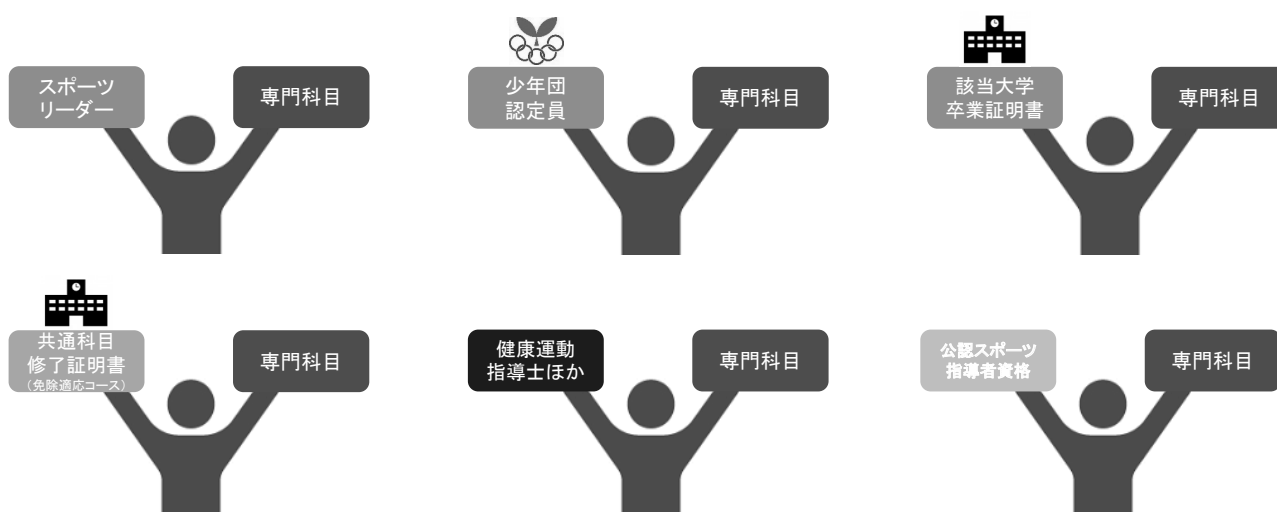 スポーツ
リーダー
専門科目
少年団
認定員
専門科目
該当大学
卒業証明書
専門科目
共通科目
修了証明書
（免除適応コース）
専門科目
健康運動
指導士ほか
専門科目
公認スポーツ
指導者資格
専門科目